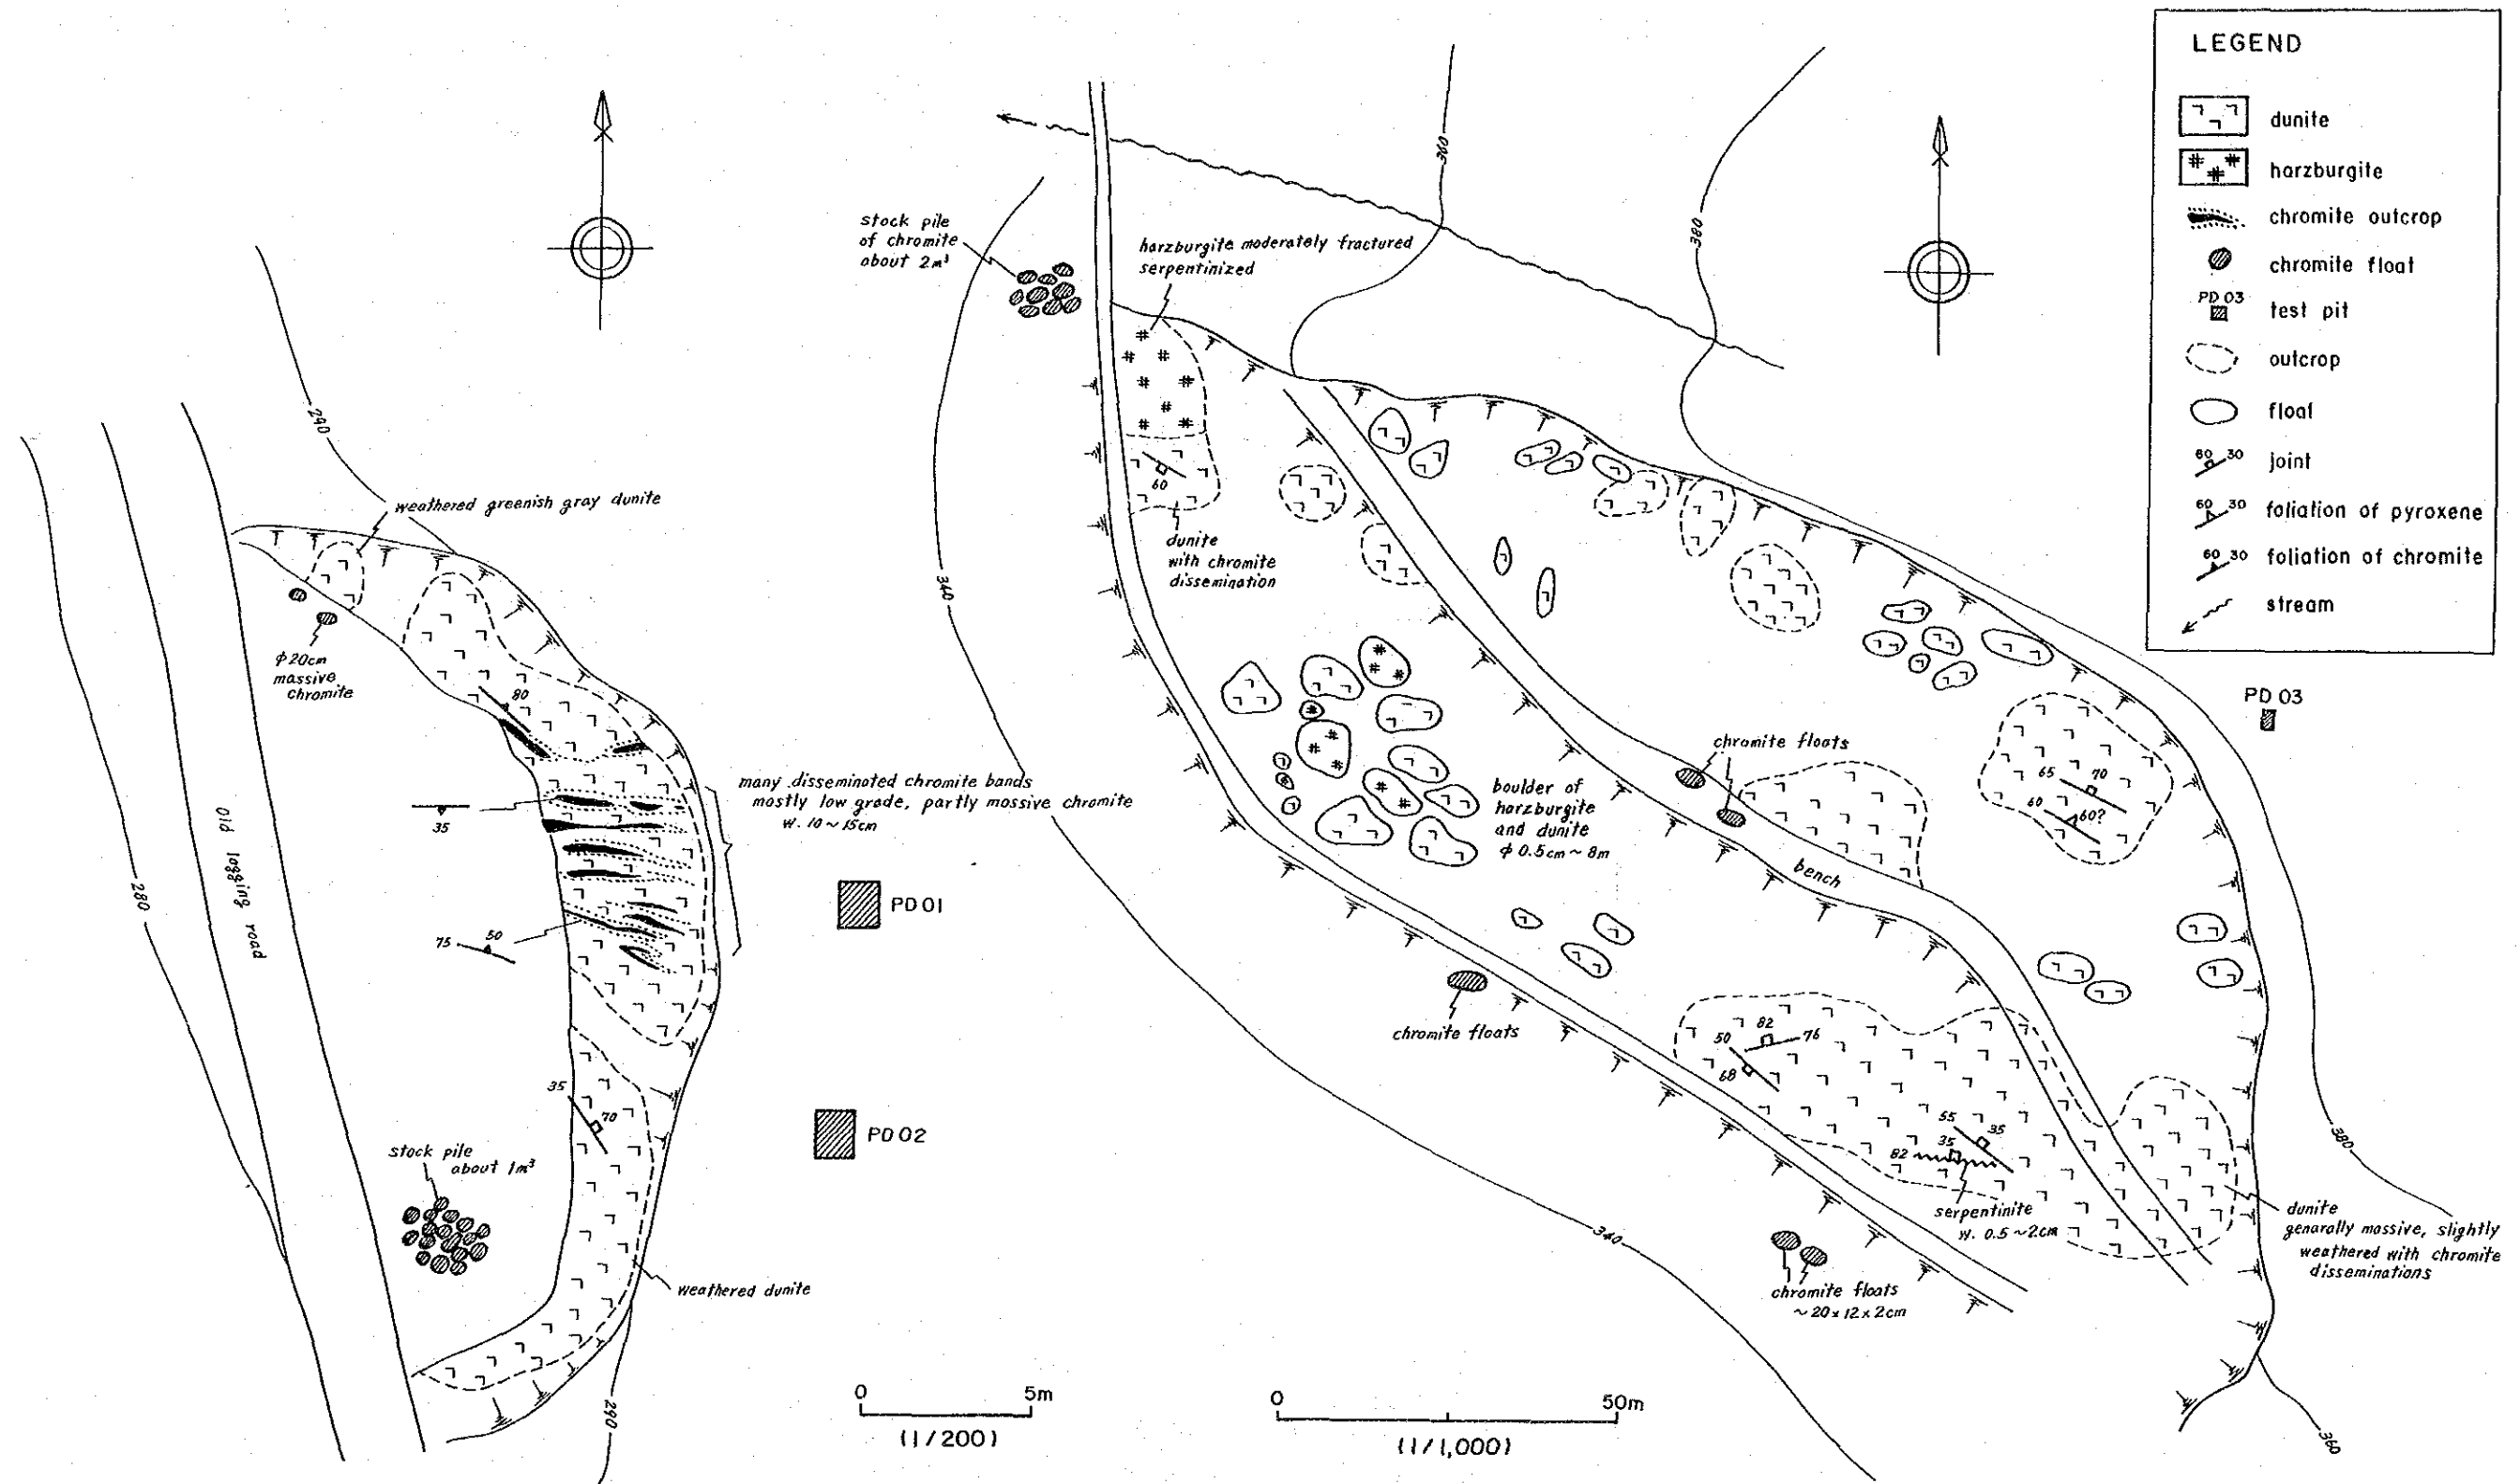 LEGEND
dunite
harzburgite
chromite outcrop
chromite float
PD 03
test pit
outcrop
float
60 30
joint
60 30
foliation of pyroxene
60 30
foliation of chromite
stream
290
weathered greenish gray dunite
φ20cm
massive
chromite
80
many disseminated chromite bands
mostly low grade, partly massive chromite
w. 10~15cm
35
Old logging road
280
75
50
PD 01
PD 02
35
70
stock pile
about 1m³
weathered dunite
290
0
5m
(1/200)
stock pile
of chromite
about 2m³
harzburgite moderately fractured
serpentinized
360
380
60
dunite
with chromite
dissemination
340
PD 03
chromite floats
65
70
60
60?
boulder of
harzburgite
and dunite
φ 0.5cm ~ 8m
bench
chromite floats
82
50
76
68
55
35
35
82
serpentinite
w. 0.5 ~2cm
380
dunite
genarally massive, slightly
weathered with chromite
disseminations
340
chromite floats
~ 20 x 12 x 2cm
0
50m
(1/1,000)
360